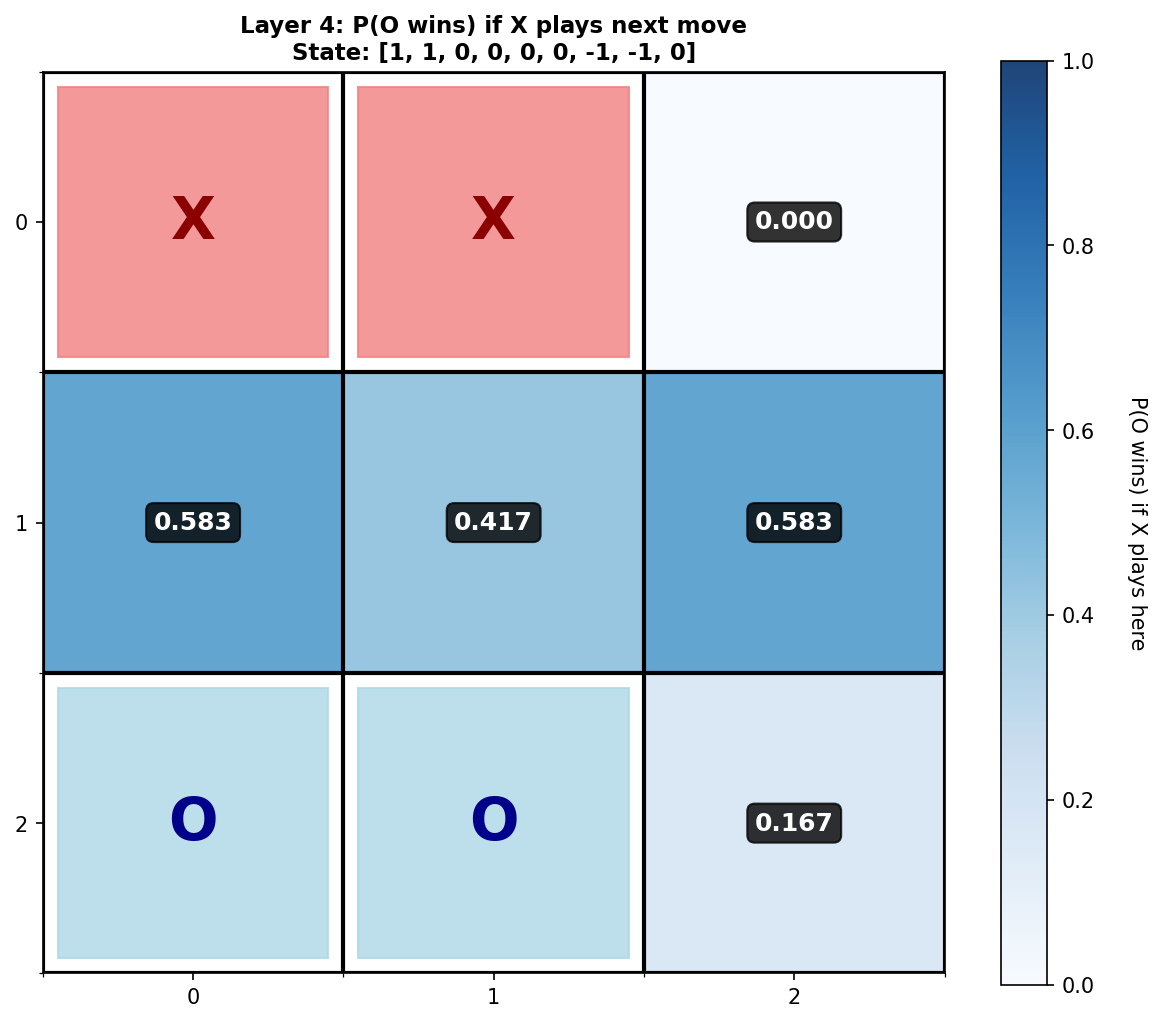 Layer 4: P(O wins) if X plays next move
State: [1, 1, 0, 0, 0, 0, -1, -1, 0]
0
X
X
0.000
1
0.583
0.417
0.583
2
O
O
0.167
0
1
2
1.0
0.8
0.6
0.4
0.2
0.0
P(O wins) if X plays here